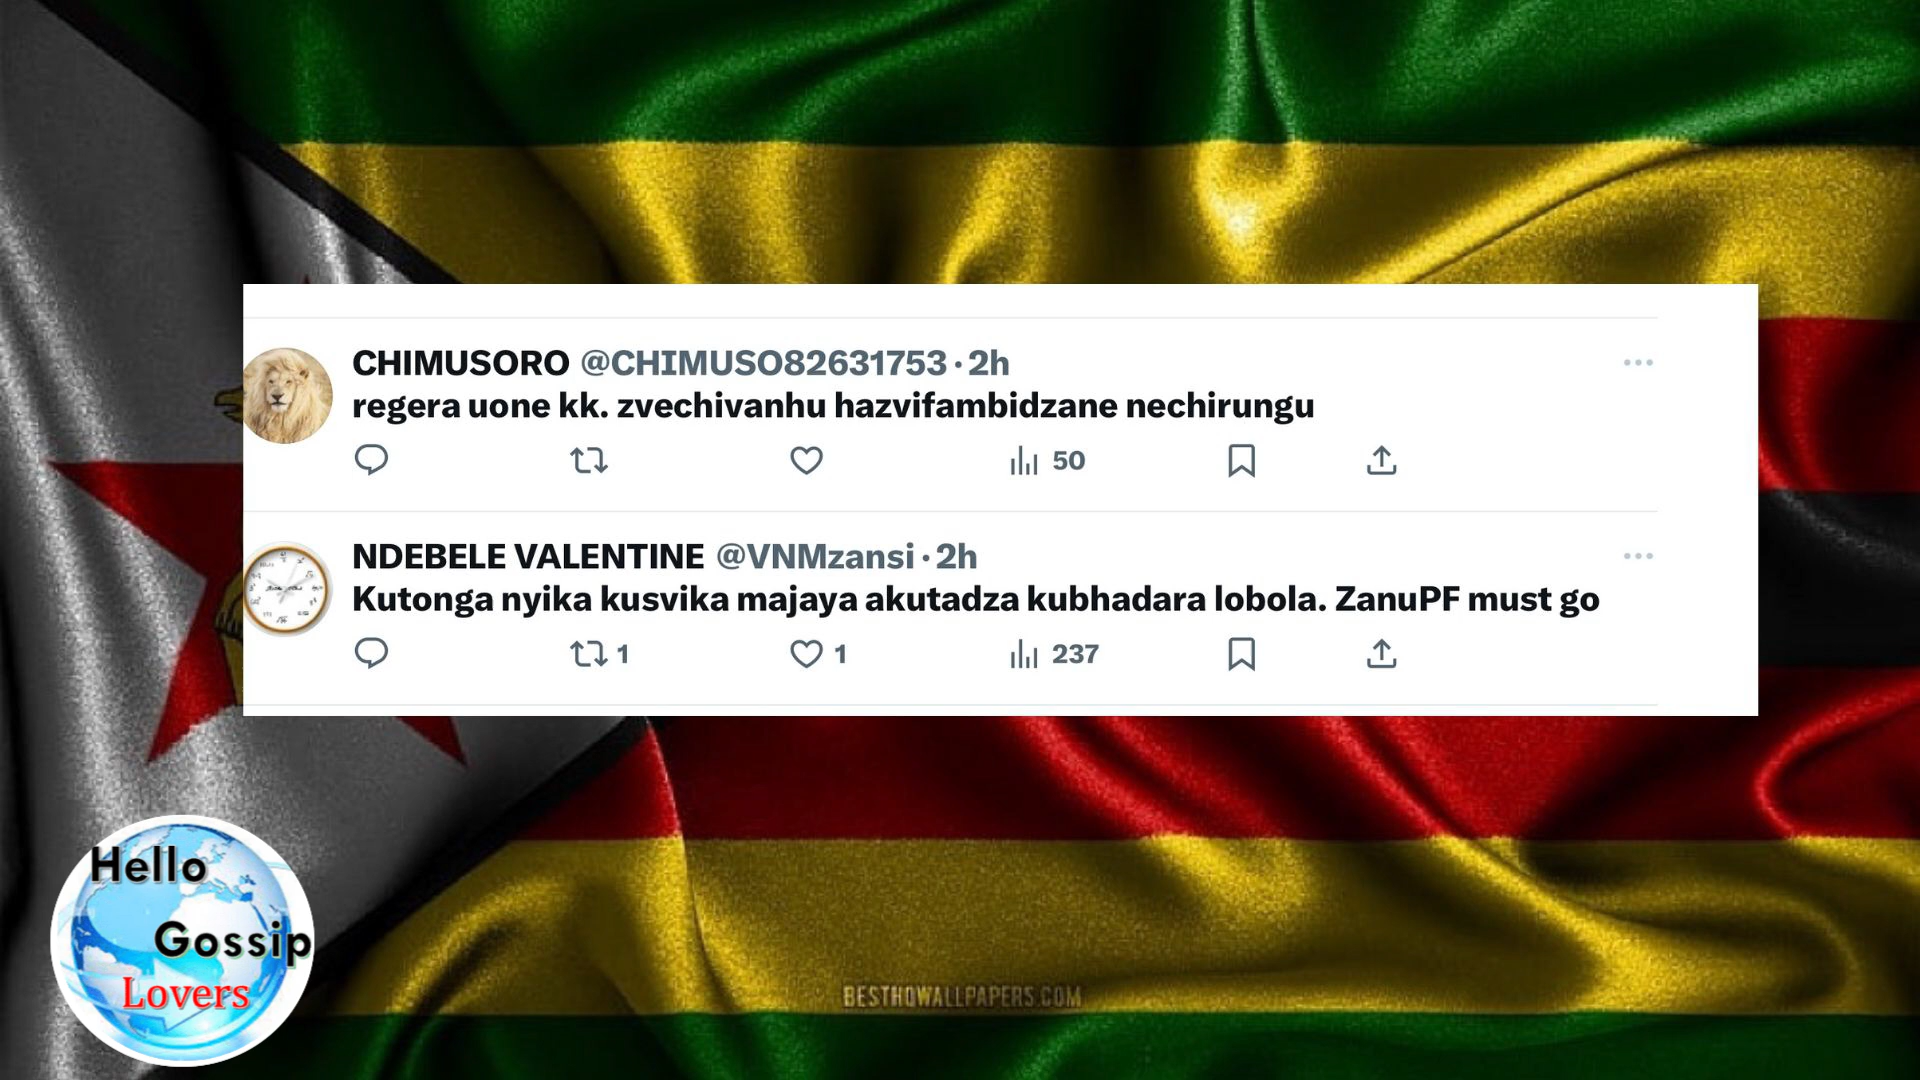 CHIMUSORO @CHIMUSO82631753 · 2h
regera uone kk. zvechivanhu hazvifambidzane nechirungu
50
NDEBELE VALENTINE @VNMzansi · 2h
Kutonga nyika kusvika majaya akutadza kubhadara lobola. ZanuPF must go
1 1 237
Hello
Gossip
Lovers
BESTHQWALLPAPERS.COM